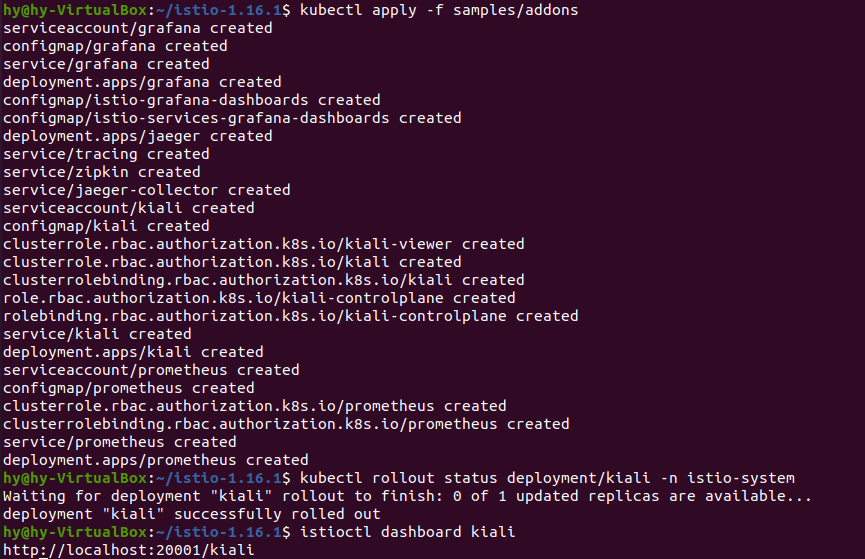 hy@hy-VirtualBox:~/istio-1.16.1$ kubectl apply -f samples/addons
serviceaccount/grafana created
configmap/grafana created
service/grafana created
deployment.apps/grafana created
configmap/istio-grafana-dashboards created
configmap/istio-services-grafana-dashboards created
deployment.apps/jaeger created
service/tracing created
service/zipkin created
service/jaeger-collector created
serviceaccount/kiali created
configmap/kiali created
clusterrole.rbac.authorization.k8s.io/kiali-viewer created
clusterrole.rbac.authorization.k8s.io/kiali created
clusterrolebinding.rbac.authorization.k8s.io/kiali created
role.rbac.authorization.k8s.io/kiali-controlplane created
rolebinding.rbac.authorization.k8s.io/kiali-controlplane created
service/kiali created
deployment.apps/kiali created
serviceaccount/prometheus created
configmap/prometheus created
clusterrole.rbac.authorization.k8s.io/prometheus created
clusterrolebinding.rbac.authorization.k8s.io/prometheus created
service/prometheus created
deployment.apps/prometheus created
hy@hy-VirtualBox:~/istio-1.16.1$ kubectl rollout status deployment/kiali -n istio-system
Waiting for deployment "kiali" rollout to finish: 0 of 1 updated replicas are available...
deployment "kiali" successfully rolled out
hy@hy-VirtualBox:~/istio-1.16.1$ istioctl dashboard kiali
http://localhost:20001/kiali